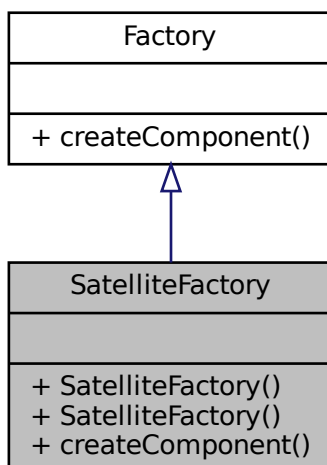 Factory
+ createComponent()
SatelliteFactory
+ SatelliteFactory()
+ SatelliteFactory()
+ createComponent()